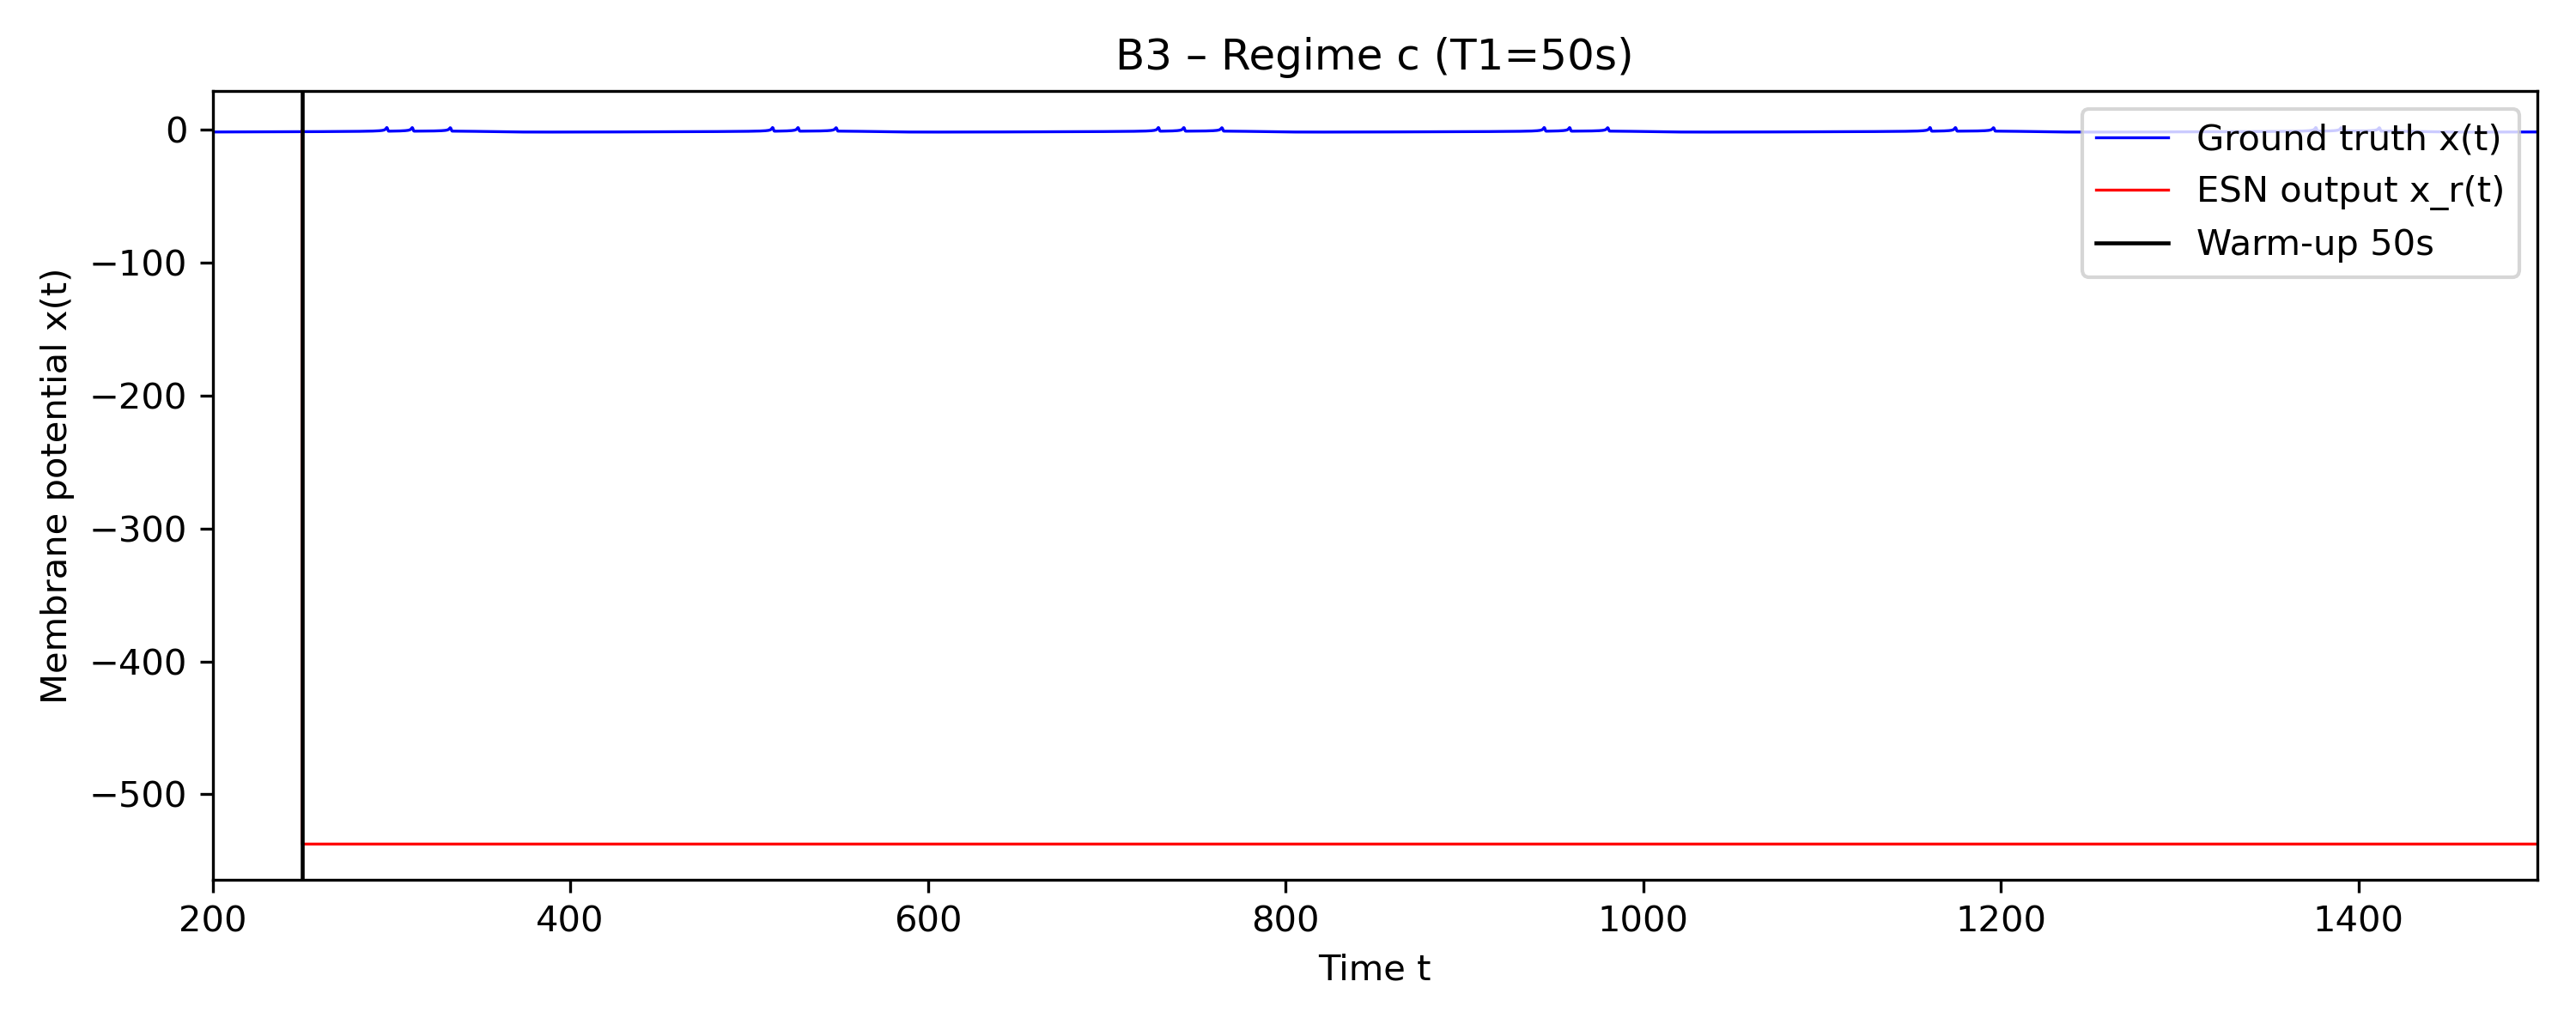 B3 – Regime c (T1=50s)
Membrane potential x(t)
0
−100
−200
−300
−400
−500
Ground truth x(t)
ESN output x_r(t)
Warm-up 50s
200 400 600 800 1000 1200 1400
Time t